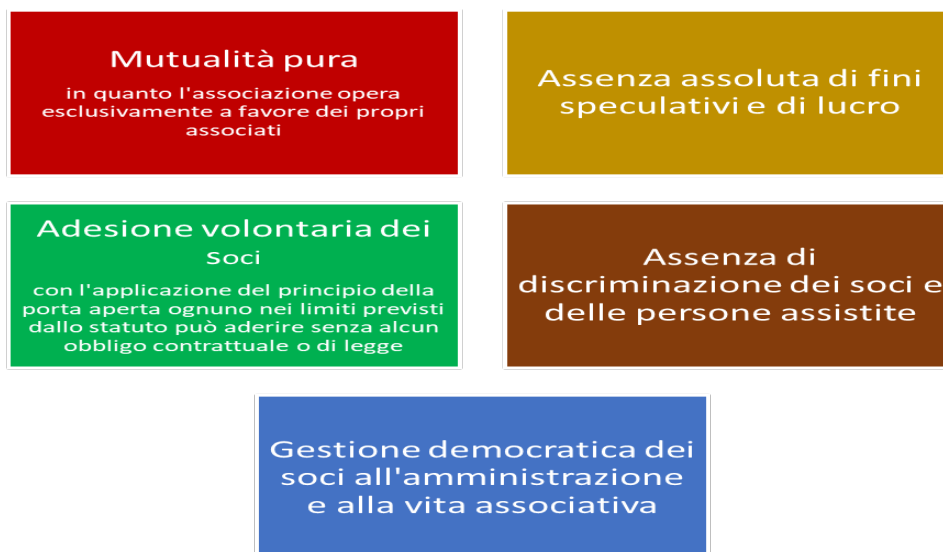 Mutualità pura
in quanto l'associazione opera
esclusivamente a favore dei propri
associati
Assenza assoluta di fini
speculativi e di lucro
Adesione volontaria dei
Soci
con l'applicazione del principio della
porta aperta ognuno nei limiti previsti
dallo statuto può aderire senza alcun
obbligo contrattuale o di legge
Assenza di
discriminazione dei soci e
delle persone assistite
Gestione democratica dei
soci all'amministrazione
e alla vita associativa